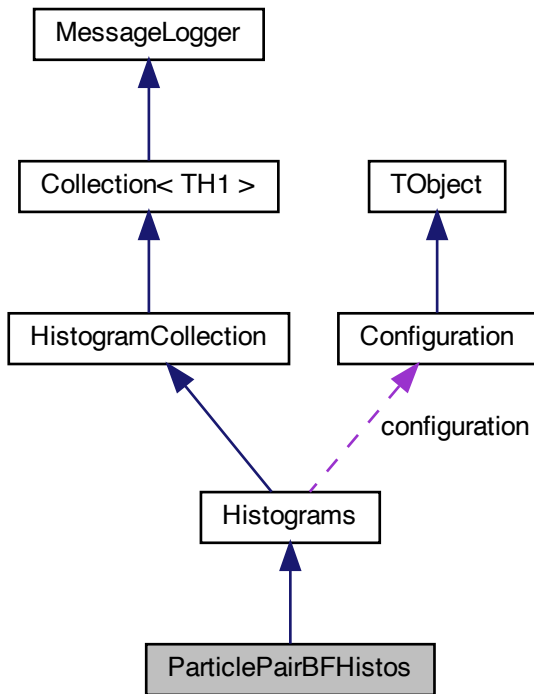 MessageLogger
Collection< TH1 >
TObject
HistogramCollection
Configuration
configuration
Histograms
ParticlePairBFHistos